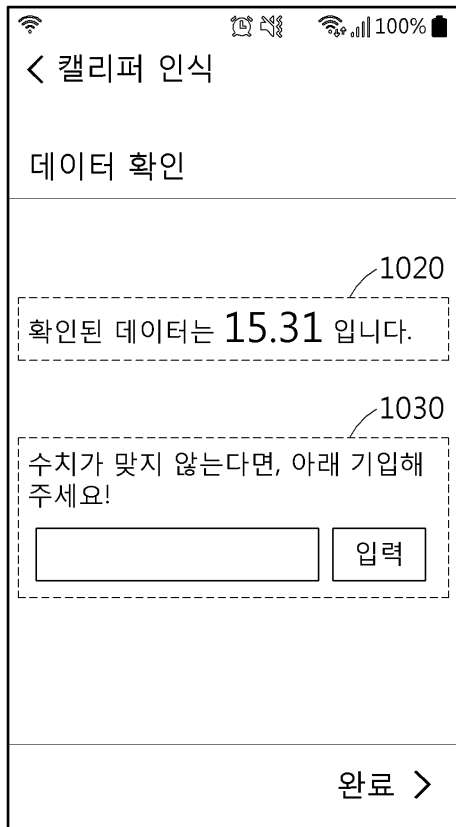 100%
< 캘리퍼 인식
데이터 확인
1020
확인된 데이터는 15.31 입니다.
1030
수치가 맞지 않는다면, 아래 기입해
주세요!
입력
완료 >